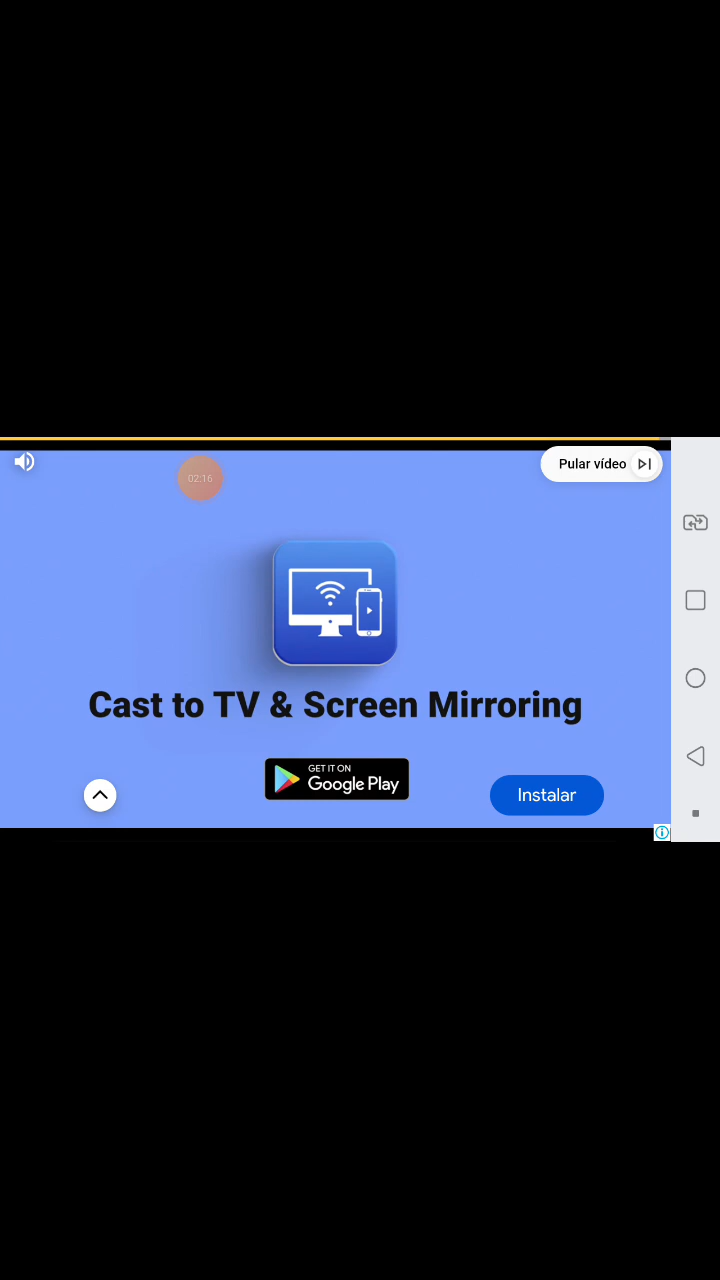 Pular vídeo
02:16
Cast to TV & Screen Mirroring
GET IT ON
Google Play
Instalar